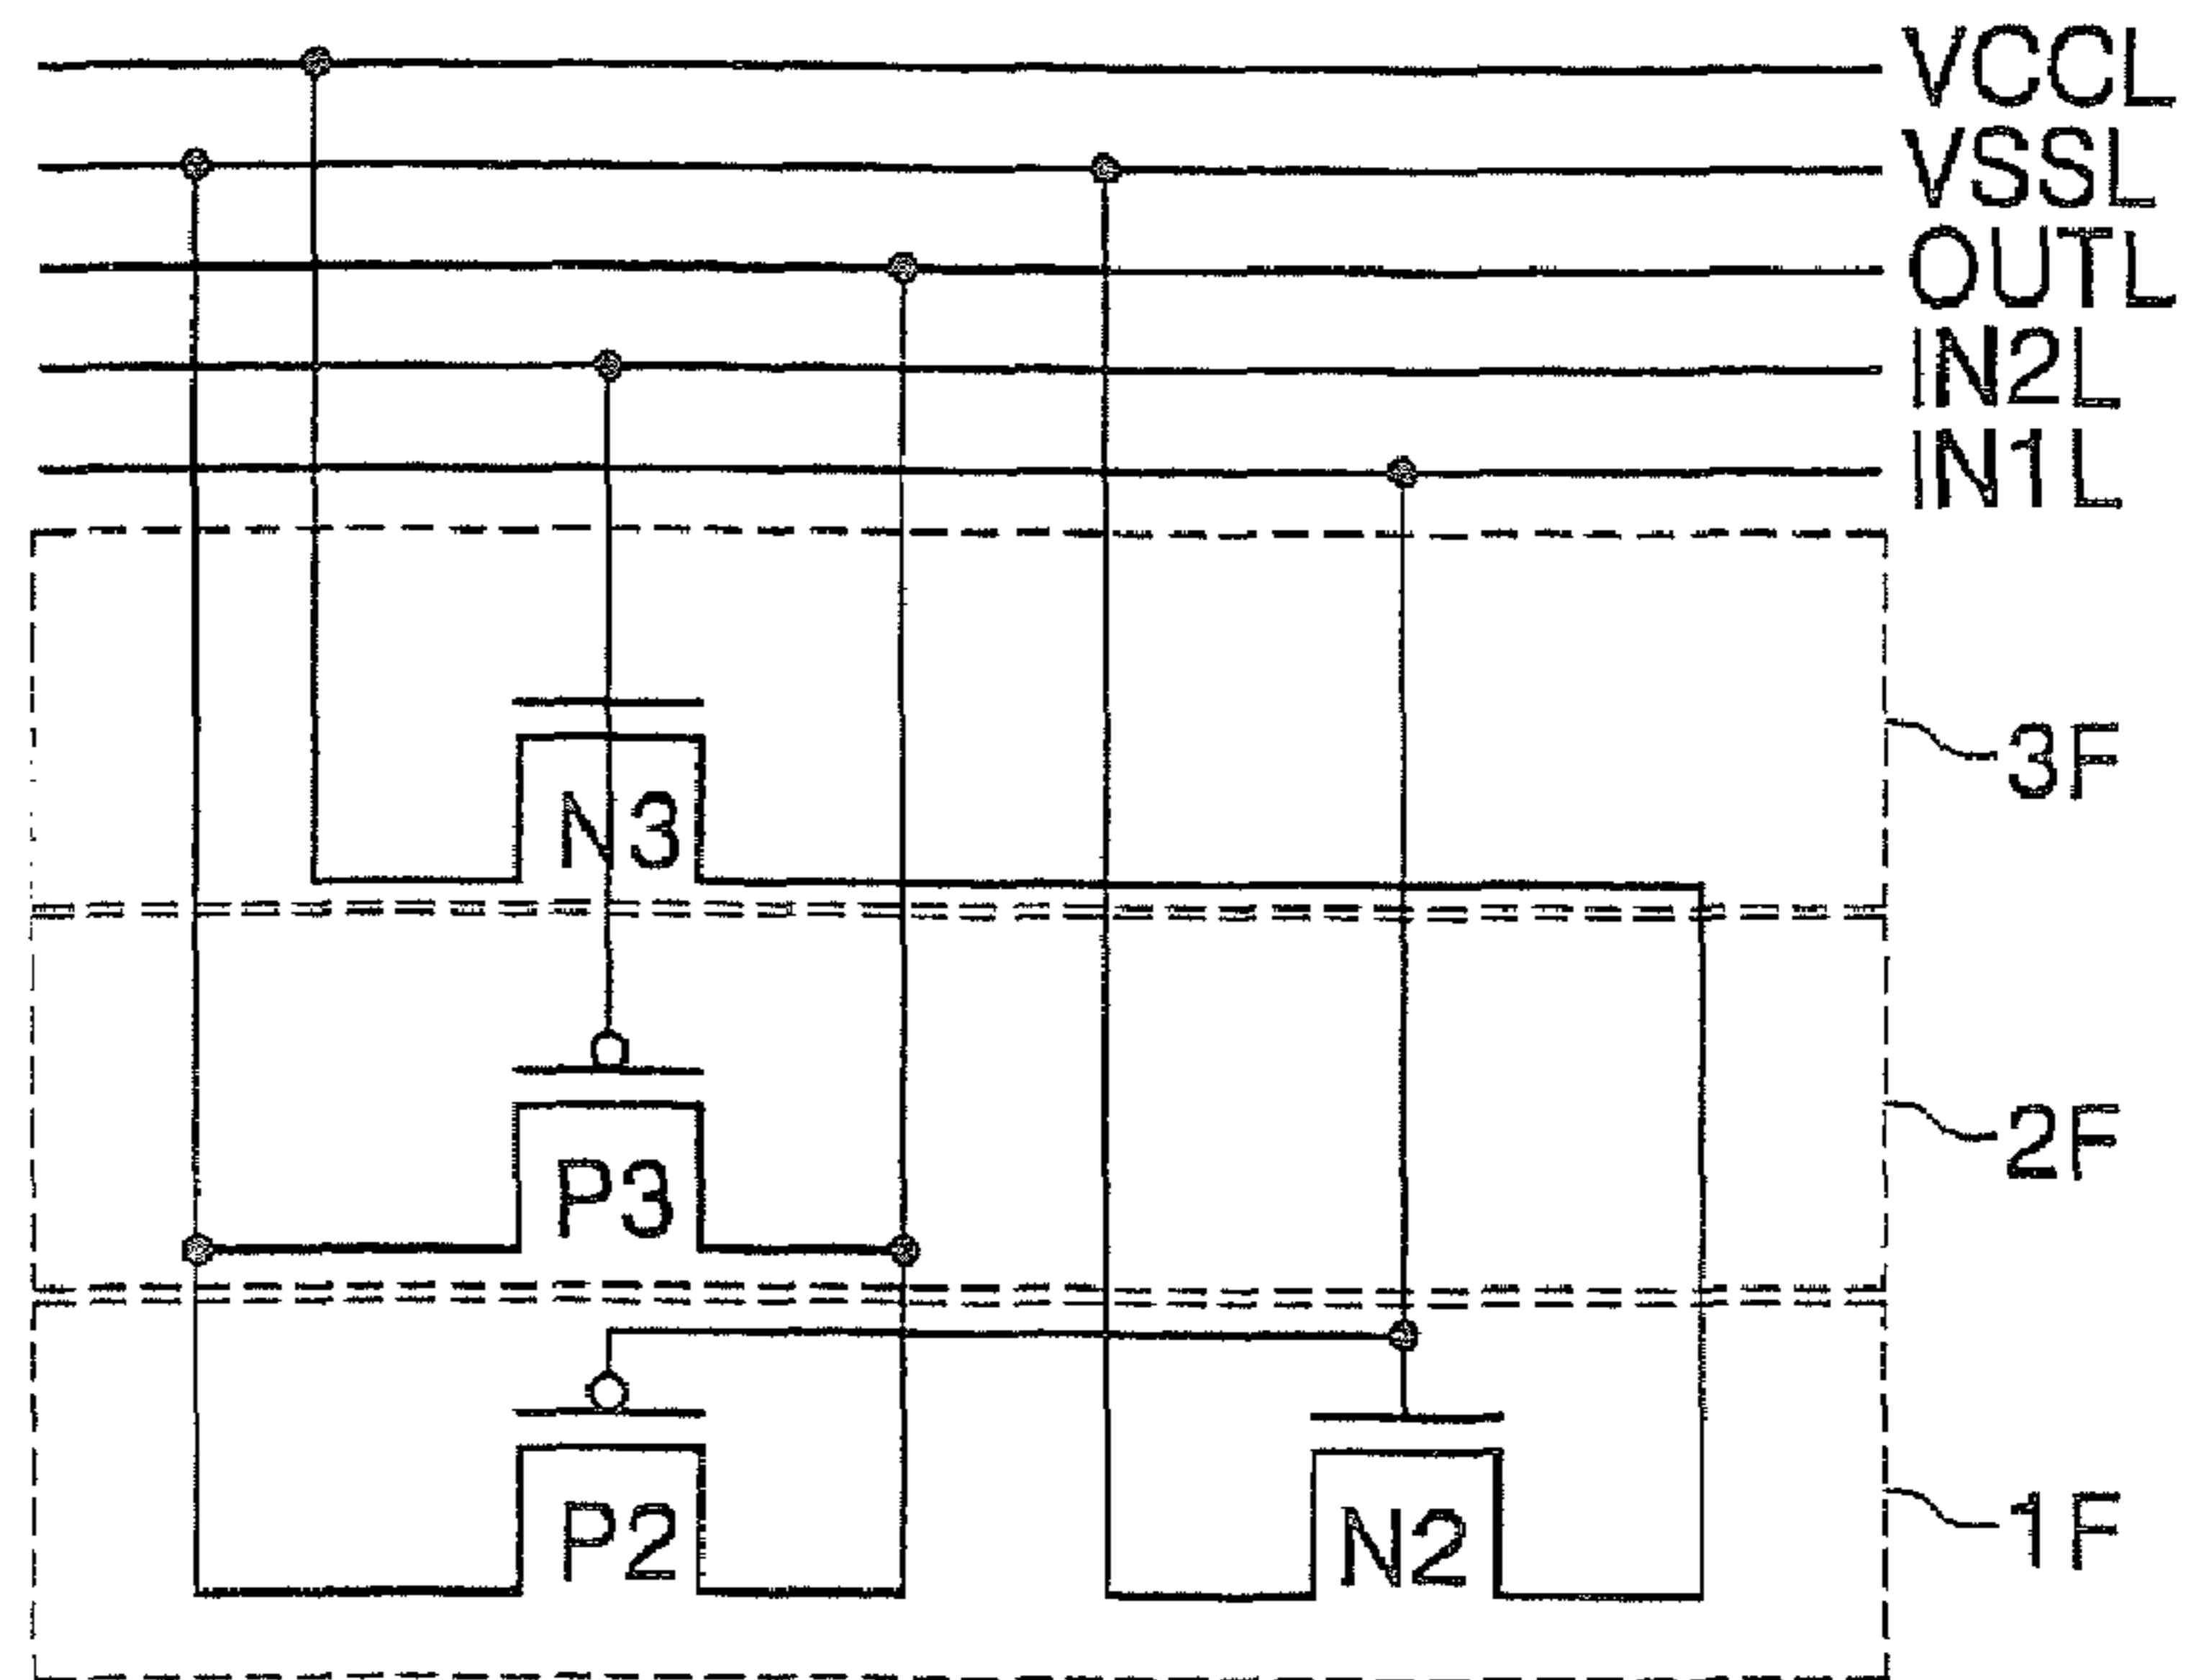 VCCL
VSSL
OUTL
IN2L
IN1L
3F
N3
2F
P3
1F
P2
N2